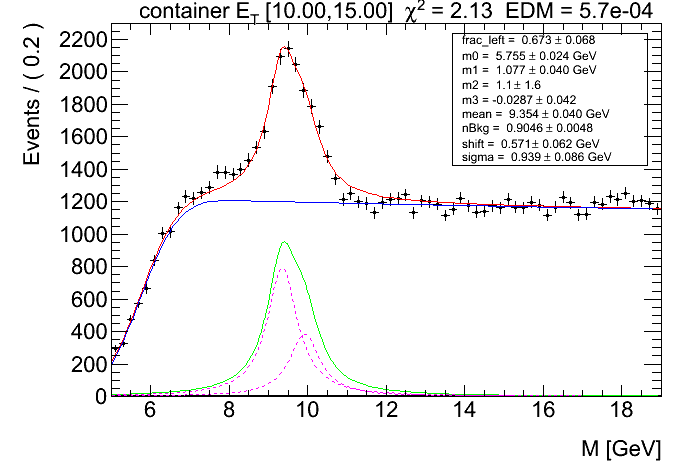 container E_T [10.00,15.00] χ² = 2.13 EDM = 5.7e-04
Events / ( 0.2 )
2200
2000
1800
1600
1400
1200
1000
800
600
400
200
0
frac_left = 0.673 ± 0.068
m0 = 5.755 ± 0.024 GeV
m1 = 1.077 ± 0.040 GeV
m2 = 1.1 ± 1.6
m3 = -0.0287 ± 0.042
mean = 9.354 ± 0.040 GeV
nBkg = 0.9046 ± 0.0048
shift = 0.571 ± 0.062 GeV
sigma = 0.939 ± 0.086 GeV
6 8 10 12 14 16 18
M [GeV]